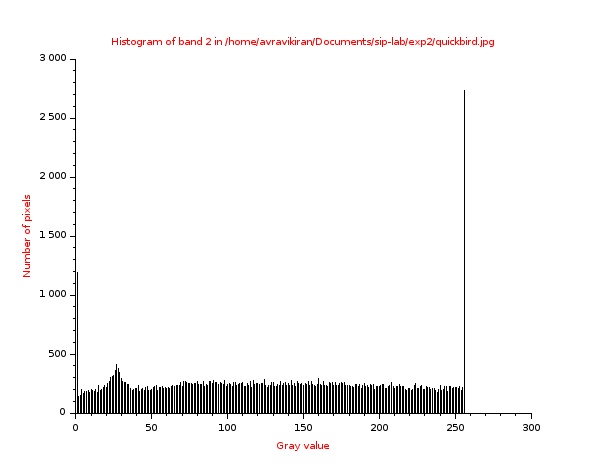 Histogram of band 2 in /home/avravikiran/Documents/sip-lab/exp2/quickbird.jpg
3 000
2 500
2 000
1 500
1 000
500
0
Number of pixels
0 50 100 150 200 250 300
Gray value